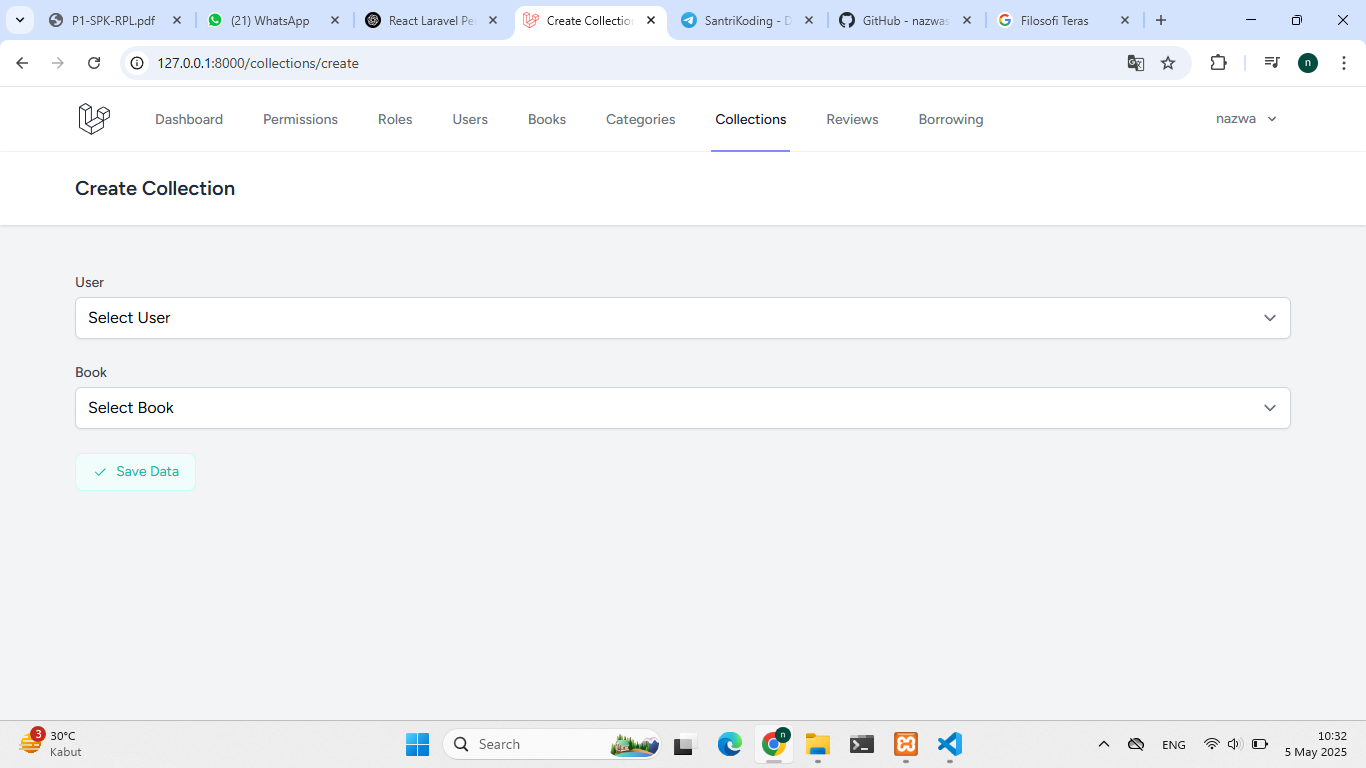 P1-SPK-RPL.pdf
(21) WhatsApp
React Laravel Pe
Create Collection
SantriKoding - D
GitHub - nazwas
Filosofi Teras
127.0.0.1:8000/collections/create
n
Dashboard Permissions Roles Users Books Categories Collections Reviews Borrowing nazwa
Create Collection
User
Select User
Book
Select Book
Save Data
3
30°C
Kabut
Search
n
ENG
10:32
5 May 2025